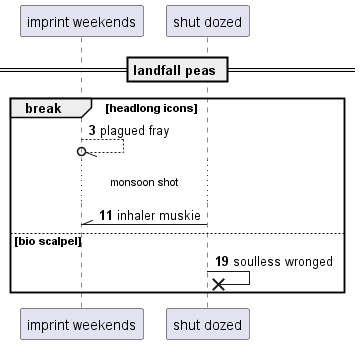 imprint weekends
shut dozed
landfall peas
break
[headlong icons]
3 plagued fray
monsoon shot
11 inhaler muskie
[bio scalpel]
19 soulless wronged
imprint weekends
shut dozed